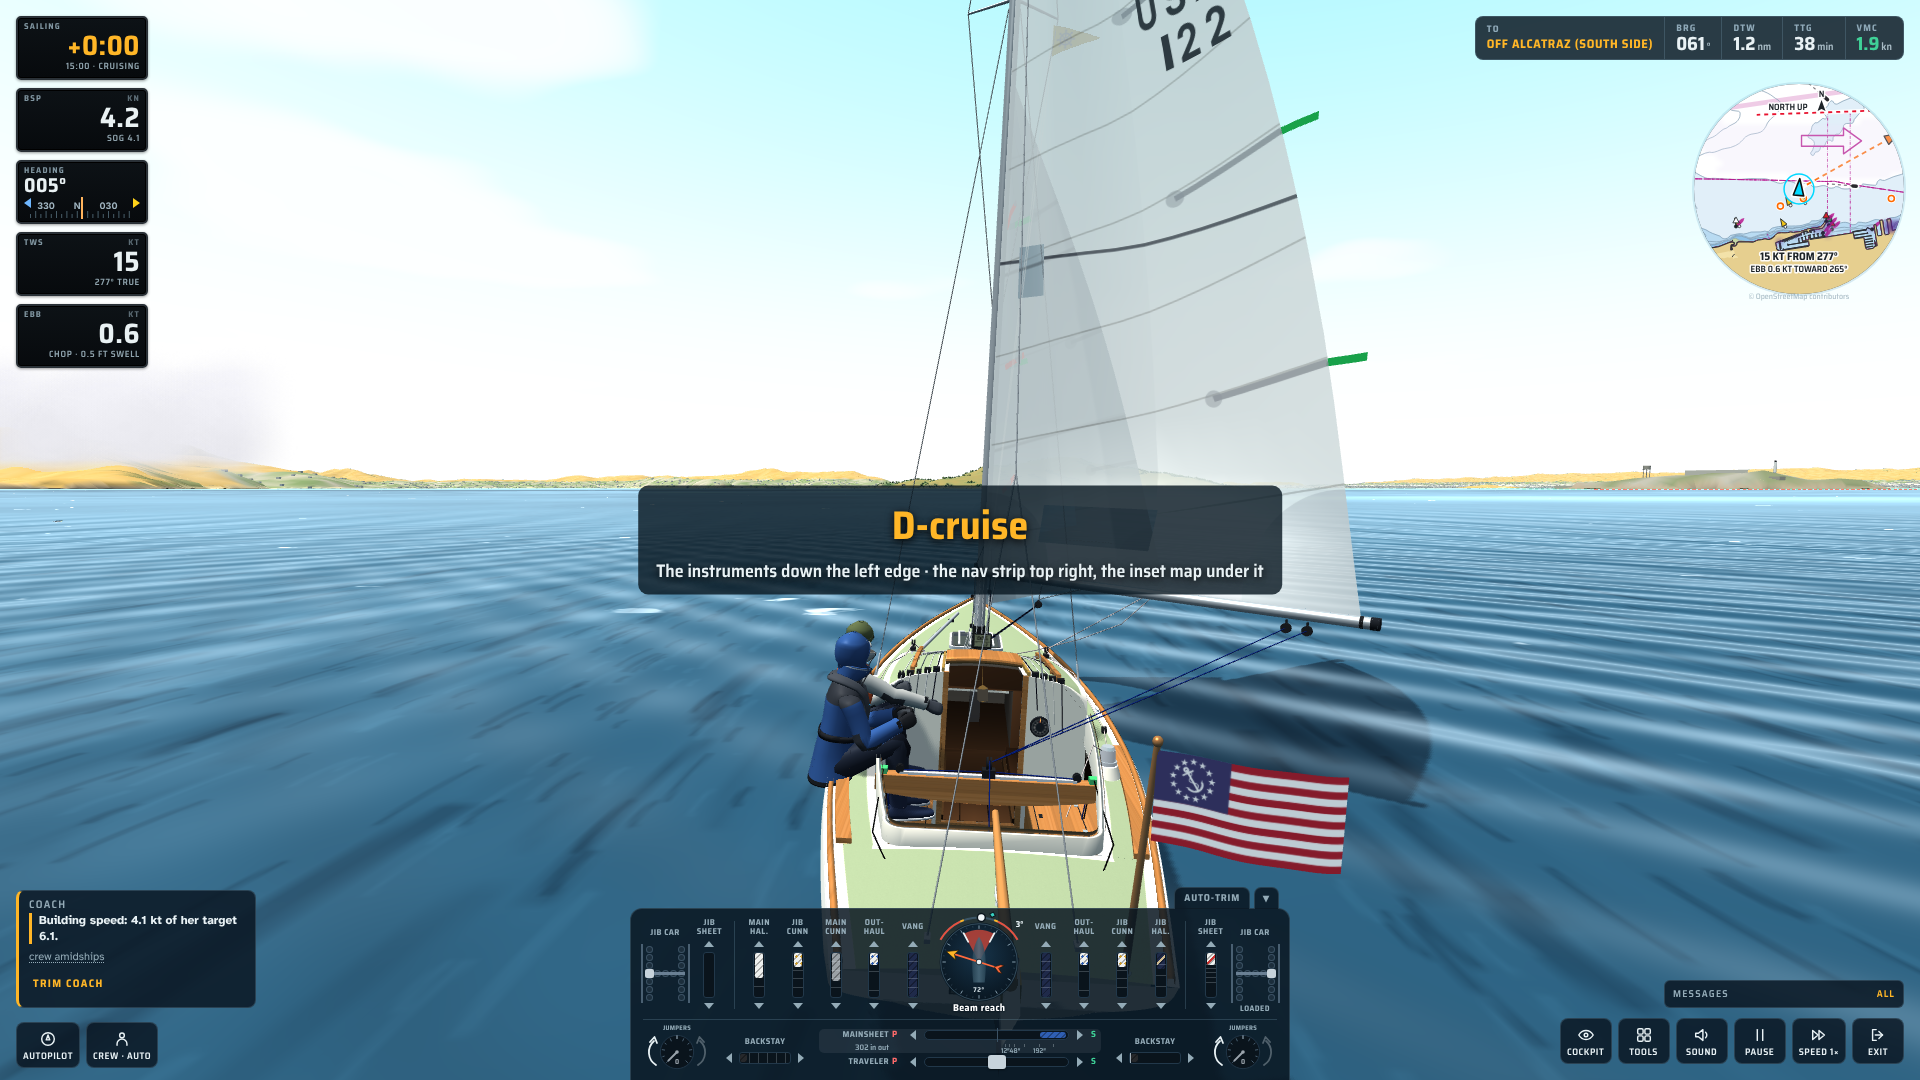 SAILING
+0:00
15:00 · CRUISING
BSP KN
4.2
SOG 4.1
HEADING
005°
330 N 030
TWS KT
15
277° TRUE
EBB KT
0.6
CHOP · 0.5 FT SWELL
122
TO
OFF ALCATRAZ (SOUTH SIDE)
BRG
061°
DTW
1.2 nm
TTG
38 min
VMC
1.9 kn
N
NORTH UP
15 KT FROM 277°
EBB 0.6 KT TOWARD 265°
© OpenStreetMap contributors
D-cruise
The instruments down the left edge · the nav strip top right, the inset map under it
COACH
Building speed: 4.1 kt of her target
6.1.
crew amidships
TRIM COACH
AUTOPILOT
CREW · AUTO
AUTO-TRIM ▼
JIB CAR
JIB SHEET
MAIN HAL.
JIB CUNN
MAIN CUNN
OUT-HAUL
VANG
3°
72°
Beam reach
VANG
OUT-HAUL
JIB CUNN
JIB HAL.
JIB SHEET
JIB CAR
LOADED
JUMPERS
0
BACKSTAY
MAINSHEET P S
302 in out
192°
TRAVELER P S
BACKSTAY
JUMPERS
0
MESSAGES ALL
COCKPIT
TOOLS
SOUND
PAUSE
SPEED 1×
EXIT